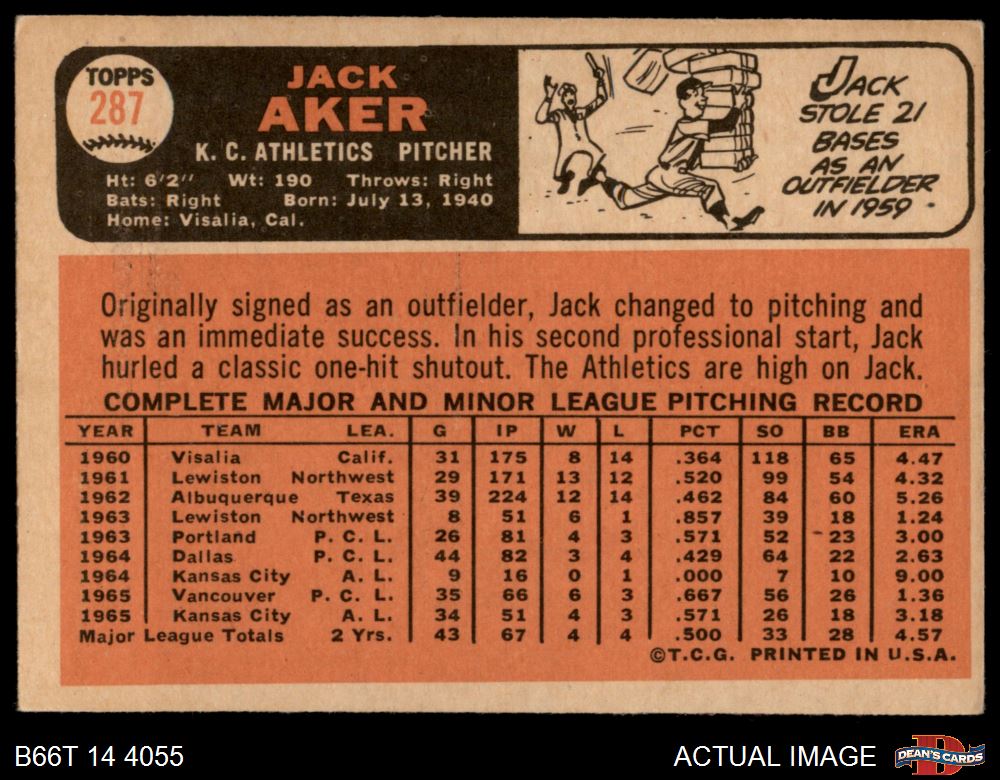 TOPPS
287
JACK
AKER
K. C. ATHLETICS PITCHER
Ht: 6'2" Wt: 190 Throws: Right
Bats: Right Born: July 13, 1940
Home: Visalia, Cal.
JACK
STOLE 21
BASES
AS AN
OUTFIELDER
IN 1959
Originally signed as an outfielder, Jack changed to pitching and
was an immediate success. In his second professional start, Jack
hurled a classic one-hit shutout. The Athletics are high on Jack.
COMPLETE MAJOR AND MINOR LEAGUE PITCHING RECORD
YEAR TEAM LEA. G IP W L PCT SO BB ERA
1960 Visalia Calif. 31 175 8 14 .364 118 65 4.47
1961 Lewiston Northwest 29 171 13 12 .520 99 54 4.32
1962 Albuquerque Texas 39 224 12 14 .462 84 60 5.26
1963 Lewiston Northwest 8 51 6 1 .857 39 18 1.24
1963 Portland P. C. L. 26 81 4 3 .571 52 23 3.00
1964 Dallas P. C. L. 44 82 3 4 .429 64 22 2.63
1964 Kansas City A. L. 9 16 0 1 .000 7 10 9.00
1965 Vancouver P. C. L. 35 66 6 3 .667 56 26 1.36
1965 Kansas City A. L. 34 51 4 3 .571 26 18 3.18
Major League Totals 2 Yrs. 43 67 4 4 .500 33 28 4.57
©T.C.G. PRINTED IN U.S.A.
B66T 14 4055
ACTUAL IMAGE
DEAN'S CARDS